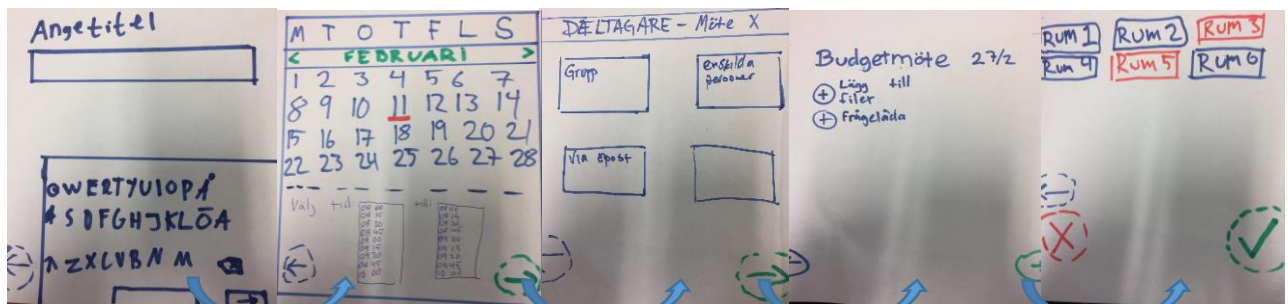 Angetitel
QWERTYUIOPÅ
ASDFGHJKLÖA
ZXCVBNM
M T O T F L S
< FEBRUARI >
1 2 3 4 5 6 7
8 9 10 11 12 13 14
15 16 17 18 19 20 21
22 23 24 25 26 27 28
Välj tid: till:
DELTAGARE - Möte X
Grupp
enskilda
personer
Via Epost
Budgetmöte 27/2
Lägg till
filer
Frågelåda
RUM 1 RUM 2 RUM 3
Rum 4 RUM 5 RUM 6